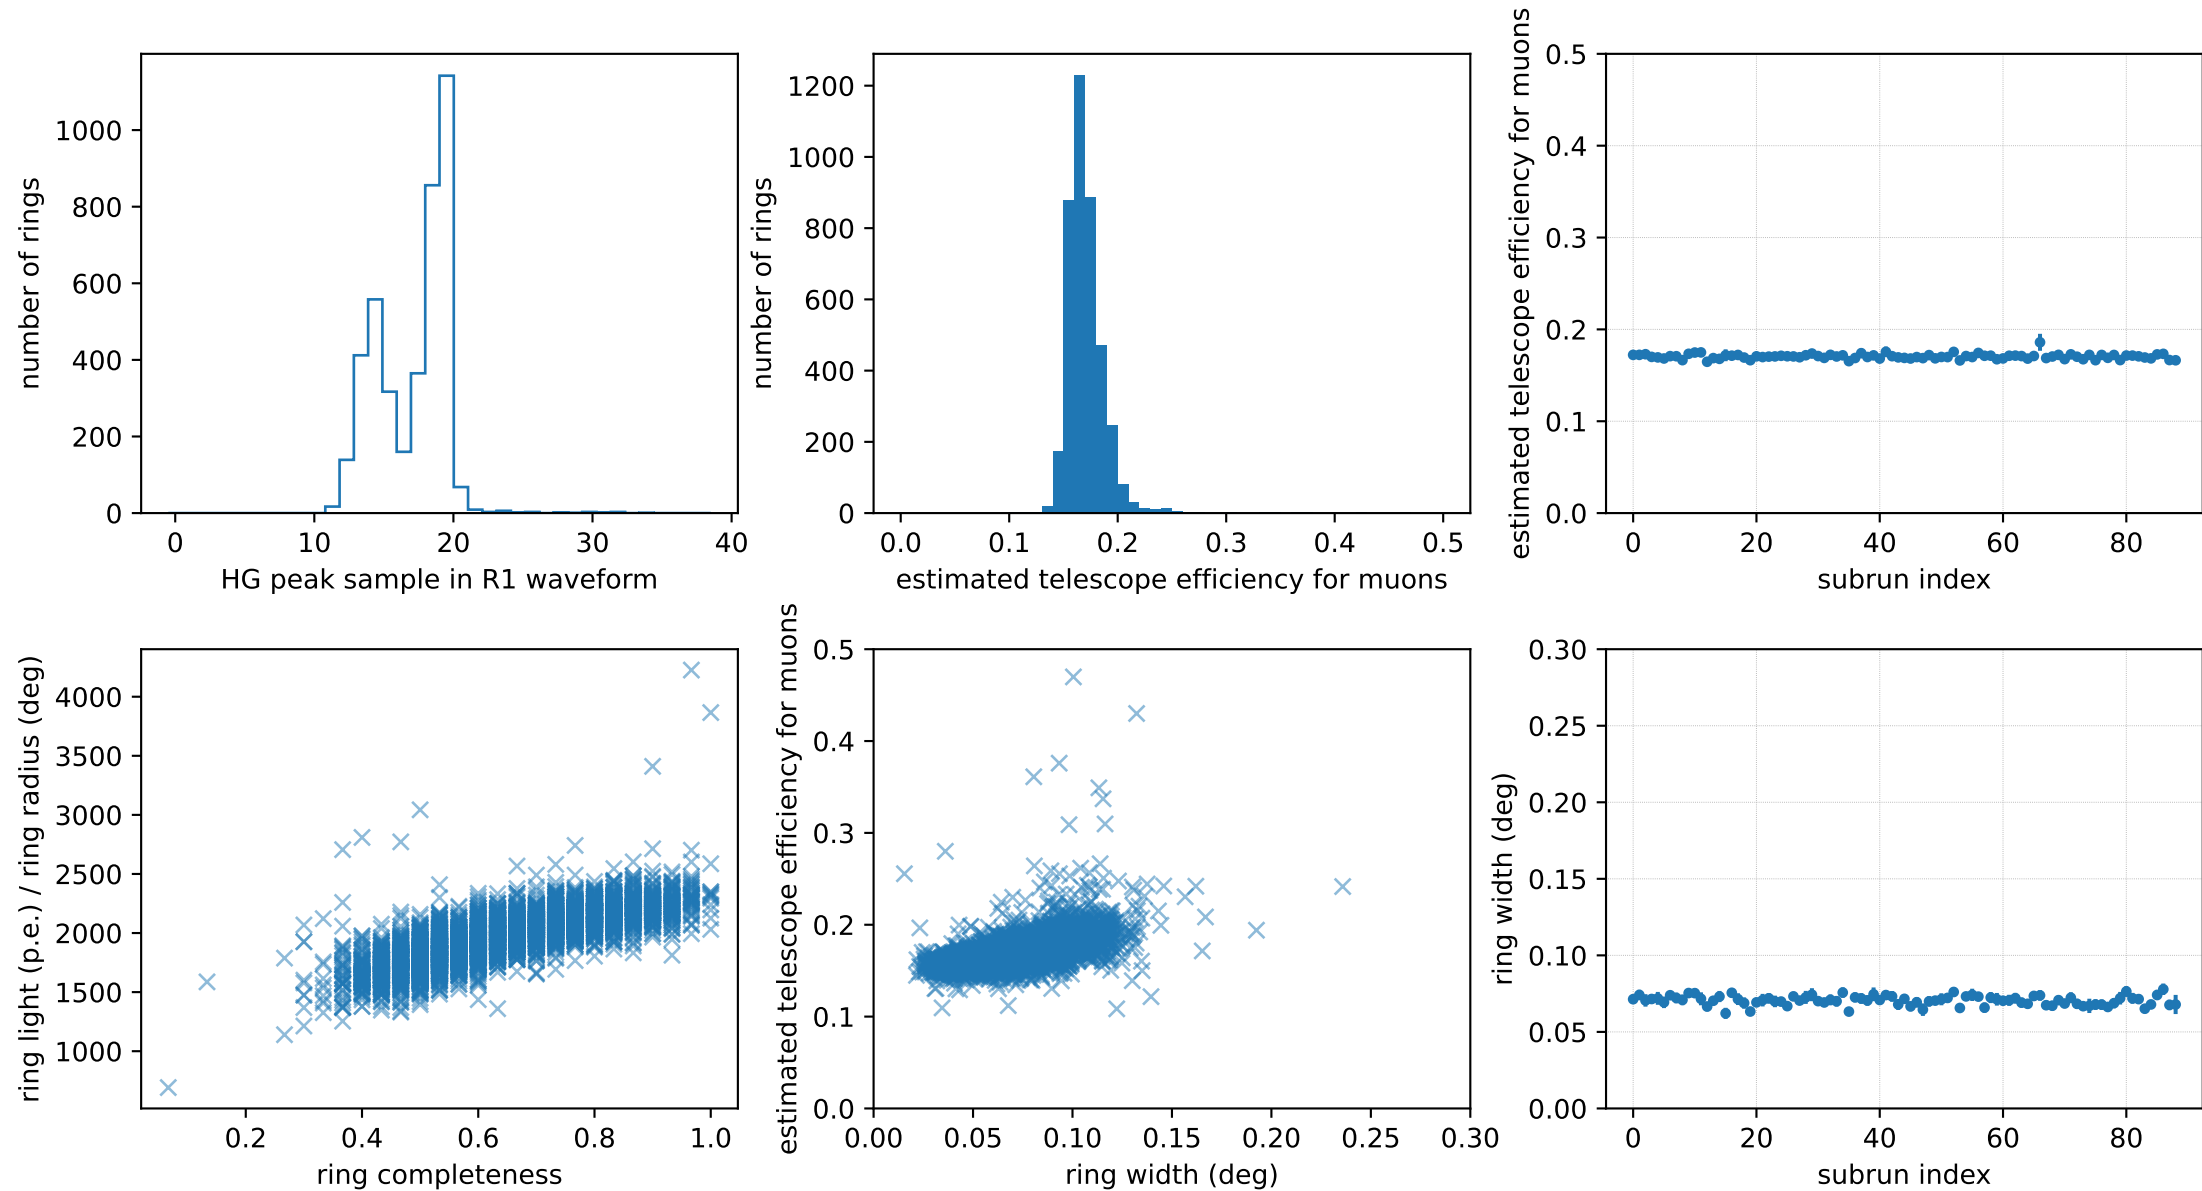 number of rings
1000
800
600
400
200
0
0 10 20 30 40
HG peak sample in R1 waveform
number of rings
1200
1000
800
600
400
200
0
0.0 0.1 0.2 0.3 0.4 0.5
estimated telescope efficiency for muons
estimated telescope efficiency for muons
0.5
0.4
0.3
0.2
0.1
0.0
0 20 40 60 80
subrun index
ring light (p.e.) / ring radius (deg)
4000
3500
3000
2500
2000
1500
1000
0.2 0.4 0.6 0.8 1.0
ring completeness
estimated telescope efficiency for muons
0.5
0.4
0.3
0.2
0.1
0.0
0.00 0.05 0.10 0.15 0.20 0.25 0.30
ring width (deg)
ring width (deg)
0.30
0.25
0.20
0.15
0.10
0.05
0.00
0 20 40 60 80
subrun index